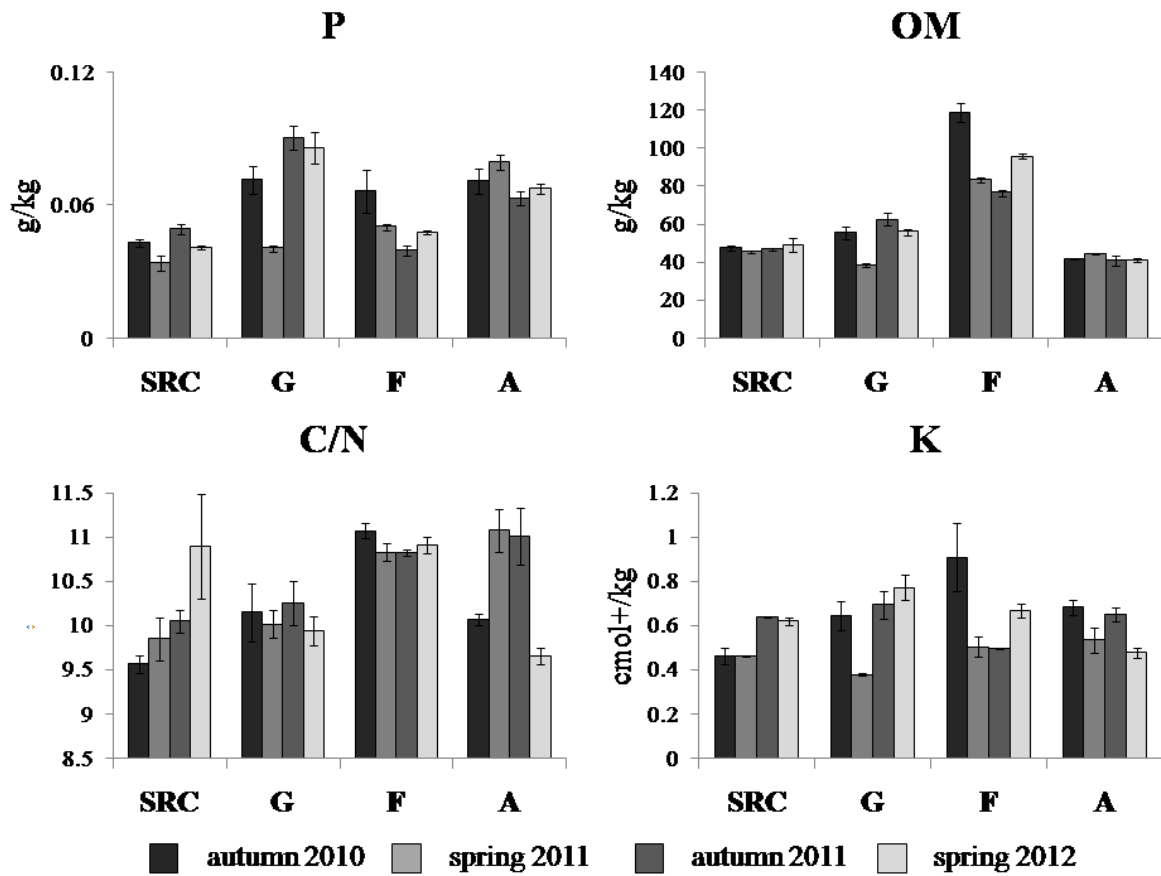 P
g/kg
0.12
0.06
0
SRC G F A
OM
g/kg
140
120
100
80
60
40
20
0
SRC G F A
C/N
11.5
11
10.5
10
9.5
9
8.5
SRC G F A
K
cmol+/kg
1.2
1
0.8
0.6
0.4
0.2
0
SRC G F A
autumn 2010 spring 2011 autumn 2011 spring 2012